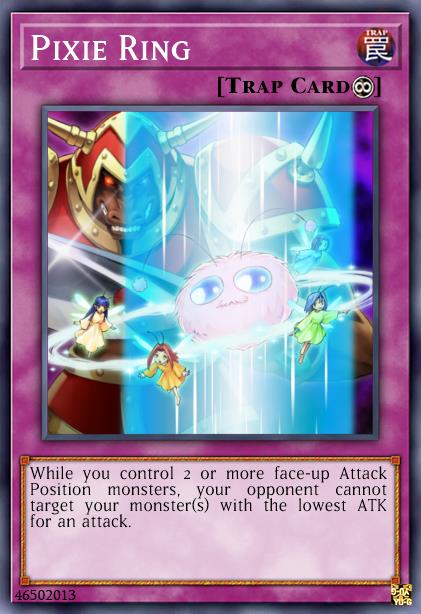 PIXIE RING
TRAP
罠
[TRAP CARD]
While you control 2 or more face-up Attack
Position monsters, your opponent cannot
target your monster(s) with the lowest ATK
for an attack.
46502013